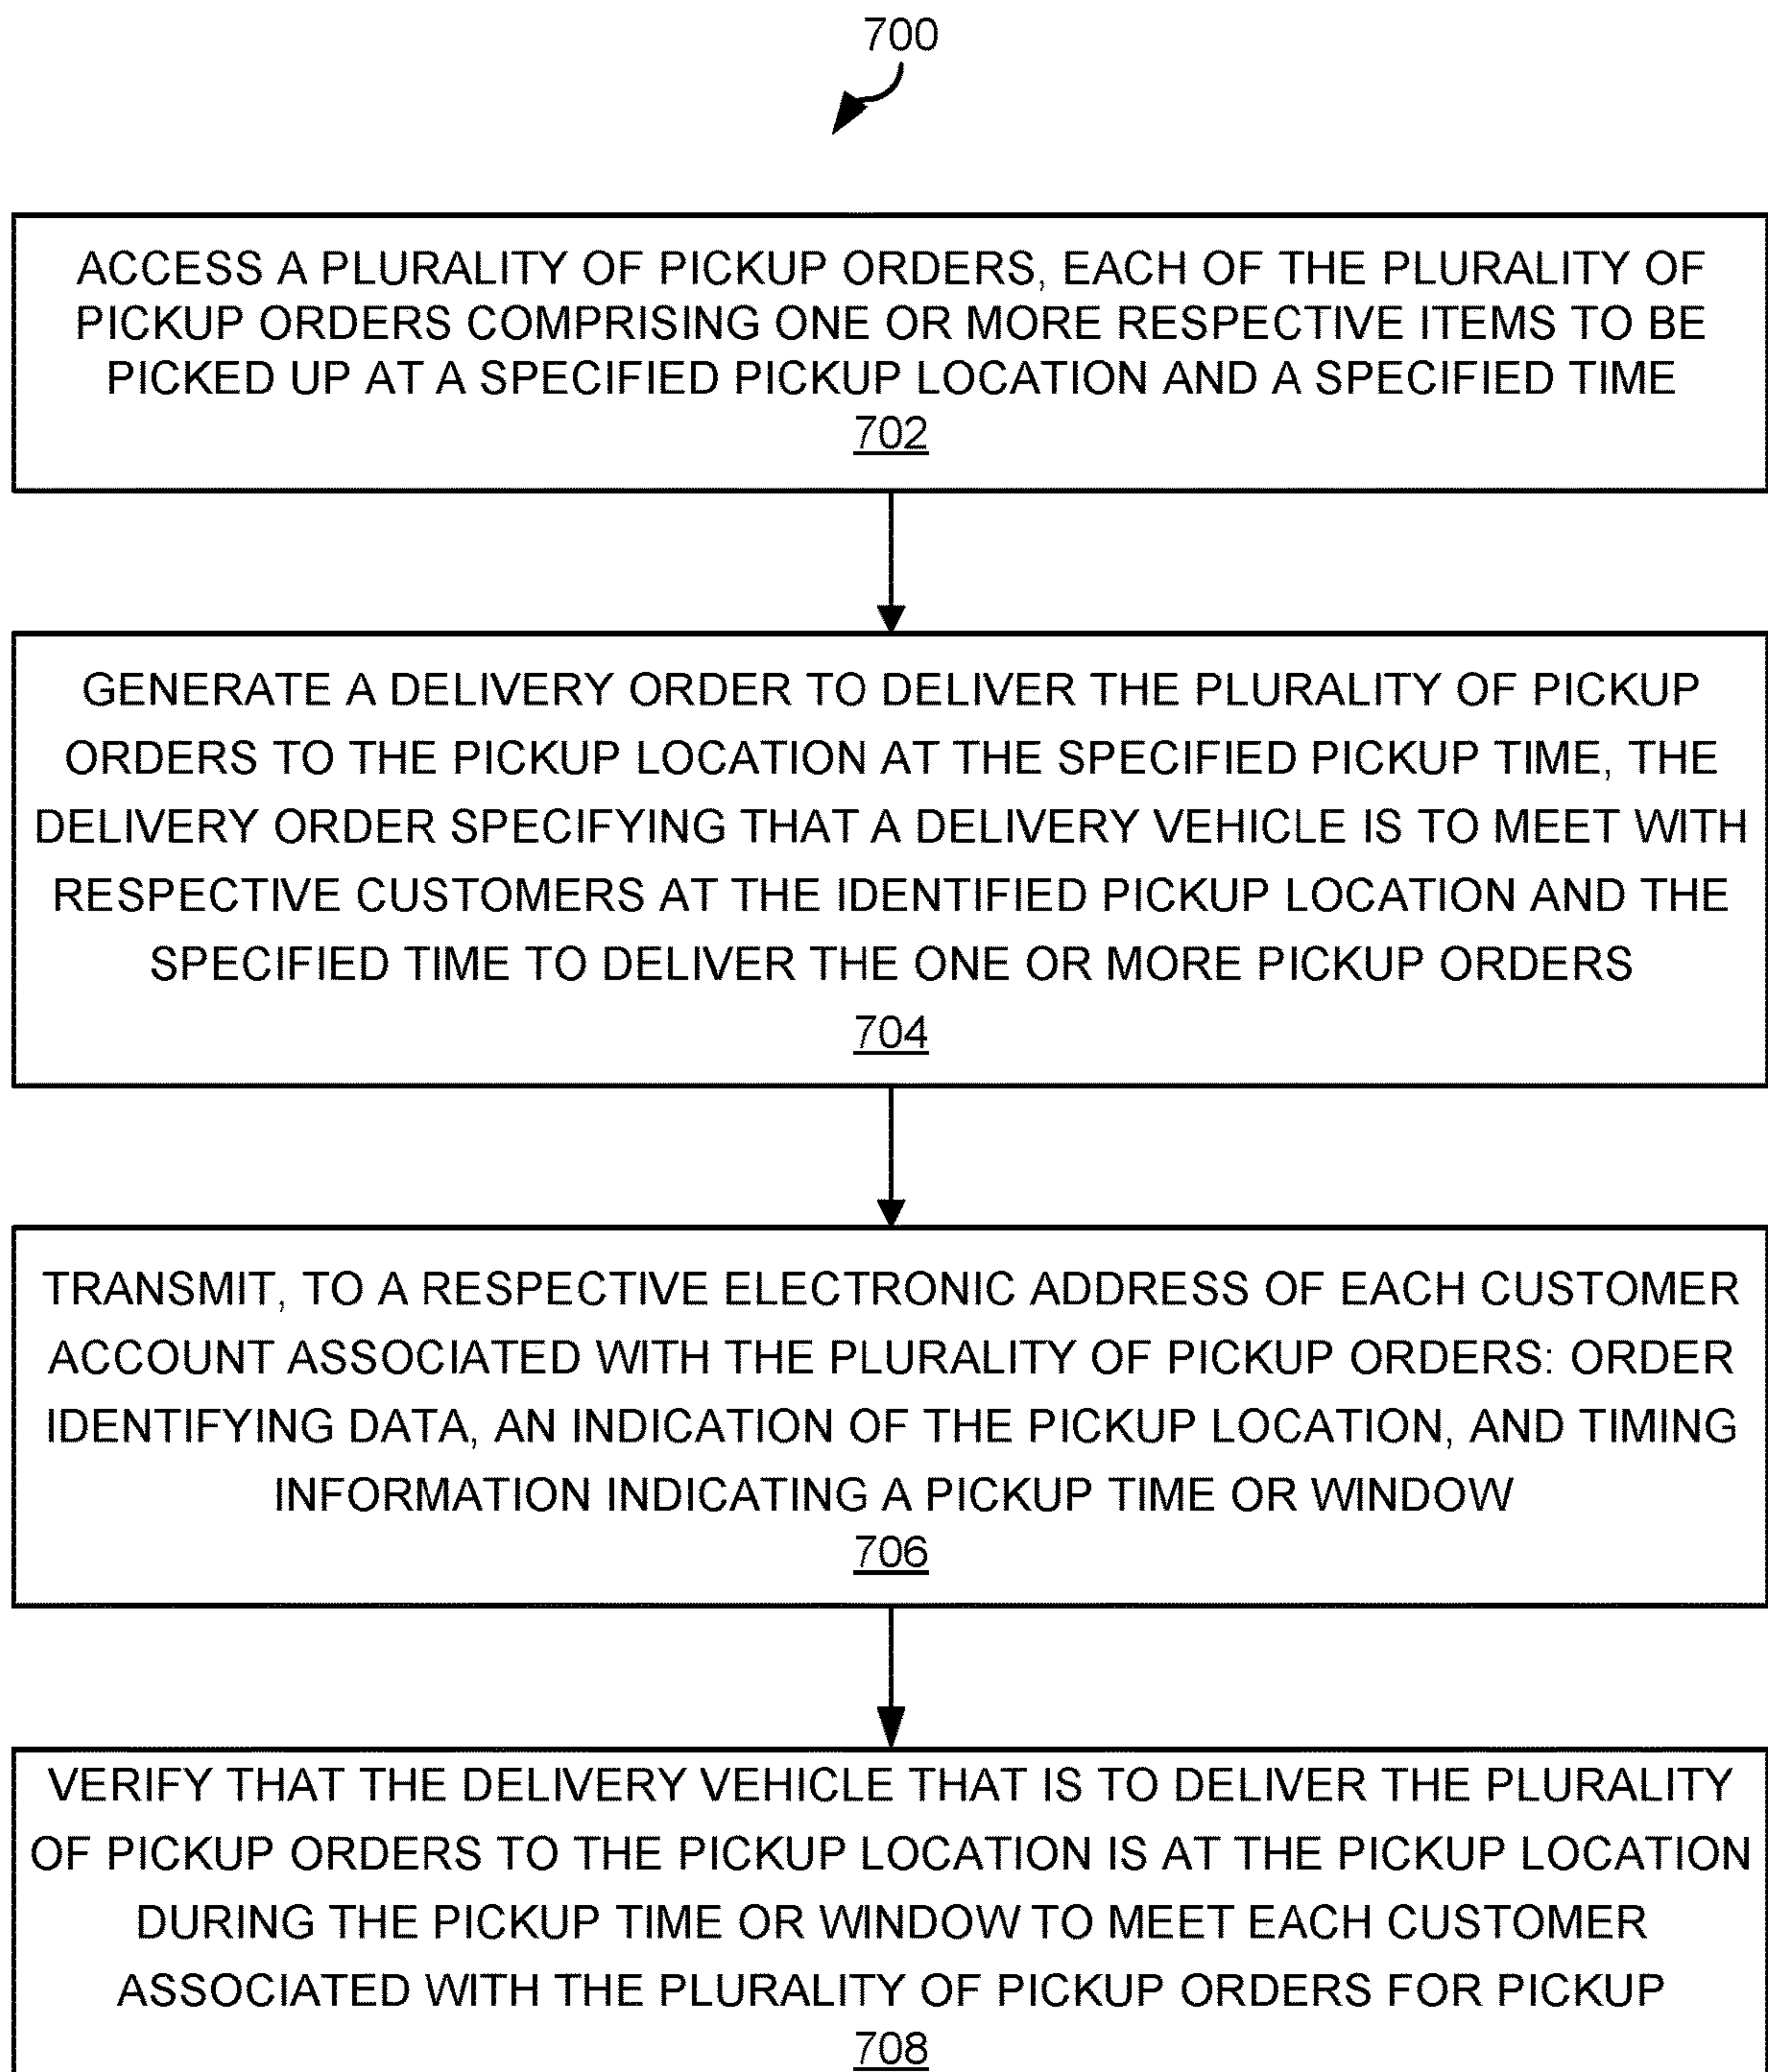 700
ACCESS A PLURALITY OF PICKUP ORDERS, EACH OF THE PLURALITY OF
PICKUP ORDERS COMPRISING ONE OR MORE RESPECTIVE ITEMS TO BE
PICKED UP AT A SPECIFIED PICKUP LOCATION AND A SPECIFIED TIME
702
GENERATE A DELIVERY ORDER TO DELIVER THE PLURALITY OF PICKUP
ORDERS TO THE PICKUP LOCATION AT THE SPECIFIED PICKUP TIME, THE
DELIVERY ORDER SPECIFYING THAT A DELIVERY VEHICLE IS TO MEET WITH
RESPECTIVE CUSTOMERS AT THE IDENTIFIED PICKUP LOCATION AND THE
SPECIFIED TIME TO DELIVER THE ONE OR MORE PICKUP ORDERS
704
TRANSMIT, TO A RESPECTIVE ELECTRONIC ADDRESS OF EACH CUSTOMER
ACCOUNT ASSOCIATED WITH THE PLURALITY OF PICKUP ORDERS: ORDER
IDENTIFYING DATA, AN INDICATION OF THE PICKUP LOCATION, AND TIMING
INFORMATION INDICATING A PICKUP TIME OR WINDOW
706
VERIFY THAT THE DELIVERY VEHICLE THAT IS TO DELIVER THE PLURALITY
OF PICKUP ORDERS TO THE PICKUP LOCATION IS AT THE PICKUP LOCATION
DURING THE PICKUP TIME OR WINDOW TO MEET EACH CUSTOMER
ASSOCIATED WITH THE PLURALITY OF PICKUP ORDERS FOR PICKUP
708